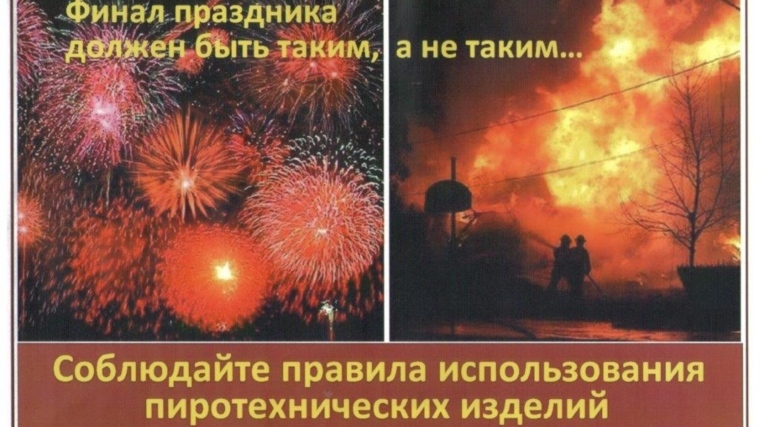 Финал праздника
должен быть таким, а не таким...
Соблюдайте правила использования
пиротехнических изделий